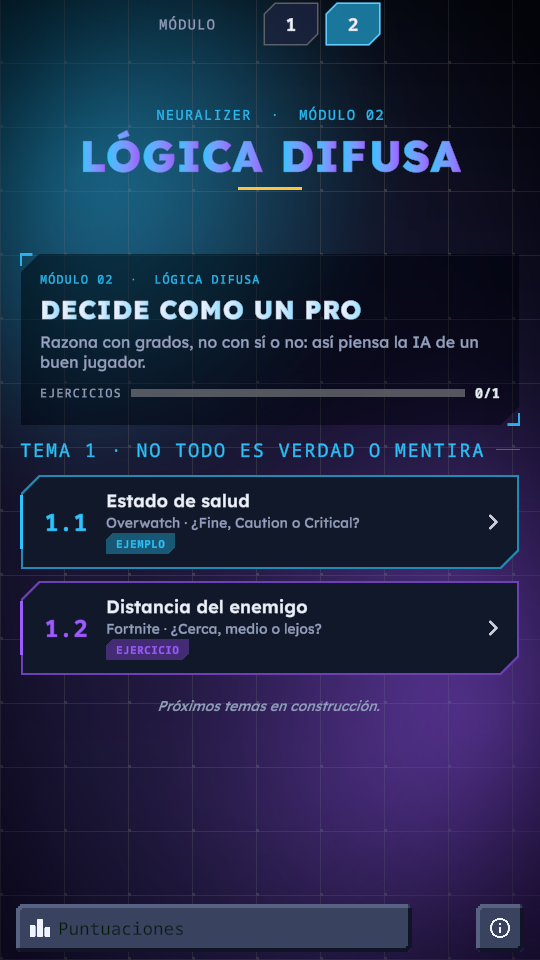 MÓDULO 1 2
NEURALIZER · MÓDULO 02
LÓGICA DIFUSA
MÓDULO 02 · LÓGICA DIFUSA
DECIDE COMO UN PRO
Razona con grados, no con sí o no: así piensa la IA de un
buen jugador.
EJERCICIOS 0/1
TEMA 1 · NO TODO ES VERDAD O MENTIRA
1.1
Estado de salud
Overwatch · ¿Fine, Caution o Critical?
EJEMPLO
1.2
Distancia del enemigo
Fortnite · ¿Cerca, medio o lejos?
EJERCICIO
Próximos temas en construcción.
Puntuaciones